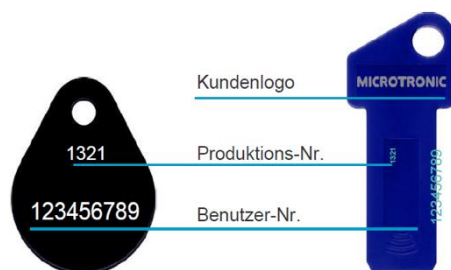 Kundenlogo
MICROTRONIC
1321
Produktions-Nr.
1321
123456789
Benutzer-Nr.
123456789